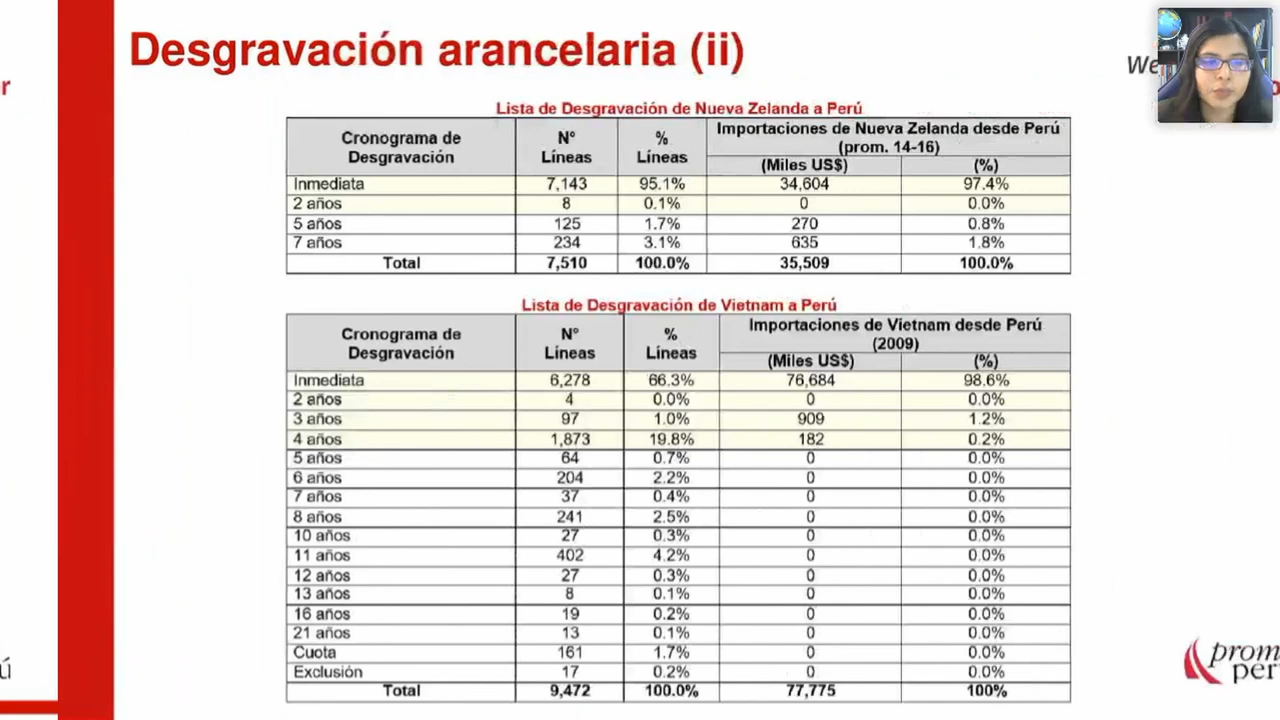 Desgravación arancelaria (ii)
We
r
Lista de Desgravación de Nueva Zelanda a Perú
Cronograma de Desgravación | N° Líneas | % Líneas | Importaciones de Nueva Zelanda desde Perú (prom. 14-16)
(Miles US$) | (%)
Inmediata 7,143 95.1% 34,604 97.4%
2 años 8 0.1% 0 0.0%
5 años 125 1.7% 270 0.8%
7 años 234 3.1% 635 1.8%
Total 7,510 100.0% 35,509 100.0%
Lista de Desgravación de Vietnam a Perú
Cronograma de Desgravación | N° Líneas | % Líneas | Importaciones de Vietnam desde Perú (2009)
(Miles US$) | (%)
Inmediata 6,278 66.3% 76,684 98.6%
2 años 4 0.0% 0 0.0%
3 años 97 1.0% 909 1.2%
4 años 1,873 19.8% 182 0.2%
5 años 64 0.7% 0 0.0%
6 años 204 2.2% 0 0.0%
7 años 37 0.4% 0 0.0%
8 años 241 2.5% 0 0.0%
10 años 27 0.3% 0 0.0%
11 años 402 4.2% 0 0.0%
12 años 27 0.3% 0 0.0%
13 años 8 0.1% 0 0.0%
16 años 19 0.2% 0 0.0%
21 años 13 0.1% 0 0.0%
Cuota 161 1.7% 0 0.0%
Exclusión 17 0.2% 0 0.0%
Total 9,472 100.0% 77,775 100%
ú
prom
per